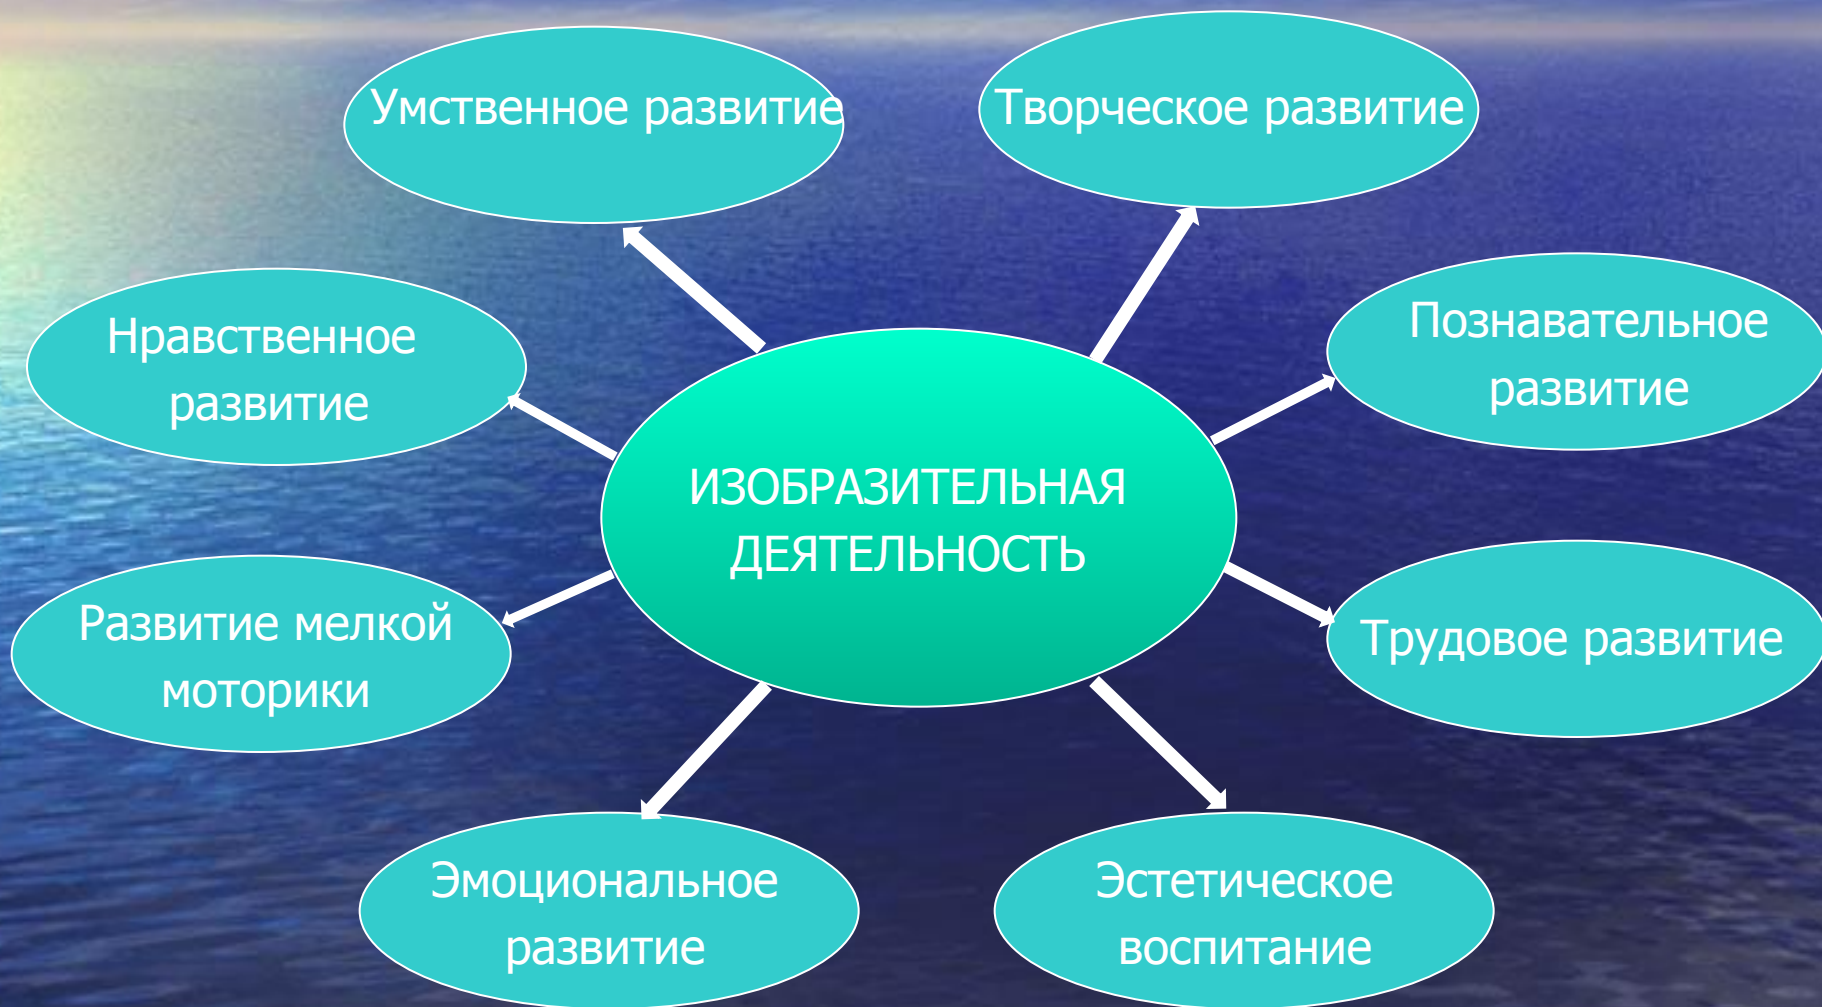 Умственное развитие
Творческое развитие
Нравственное
развитие
Познавательное
развитие
ИЗОБРАЗИТЕЛЬНАЯ
ДЕЯТЕЛЬНОСТЬ
Развитие мелкой
моторики
Трудовое развитие
Эмоциональное
развитие
Эстетическое
воспитание